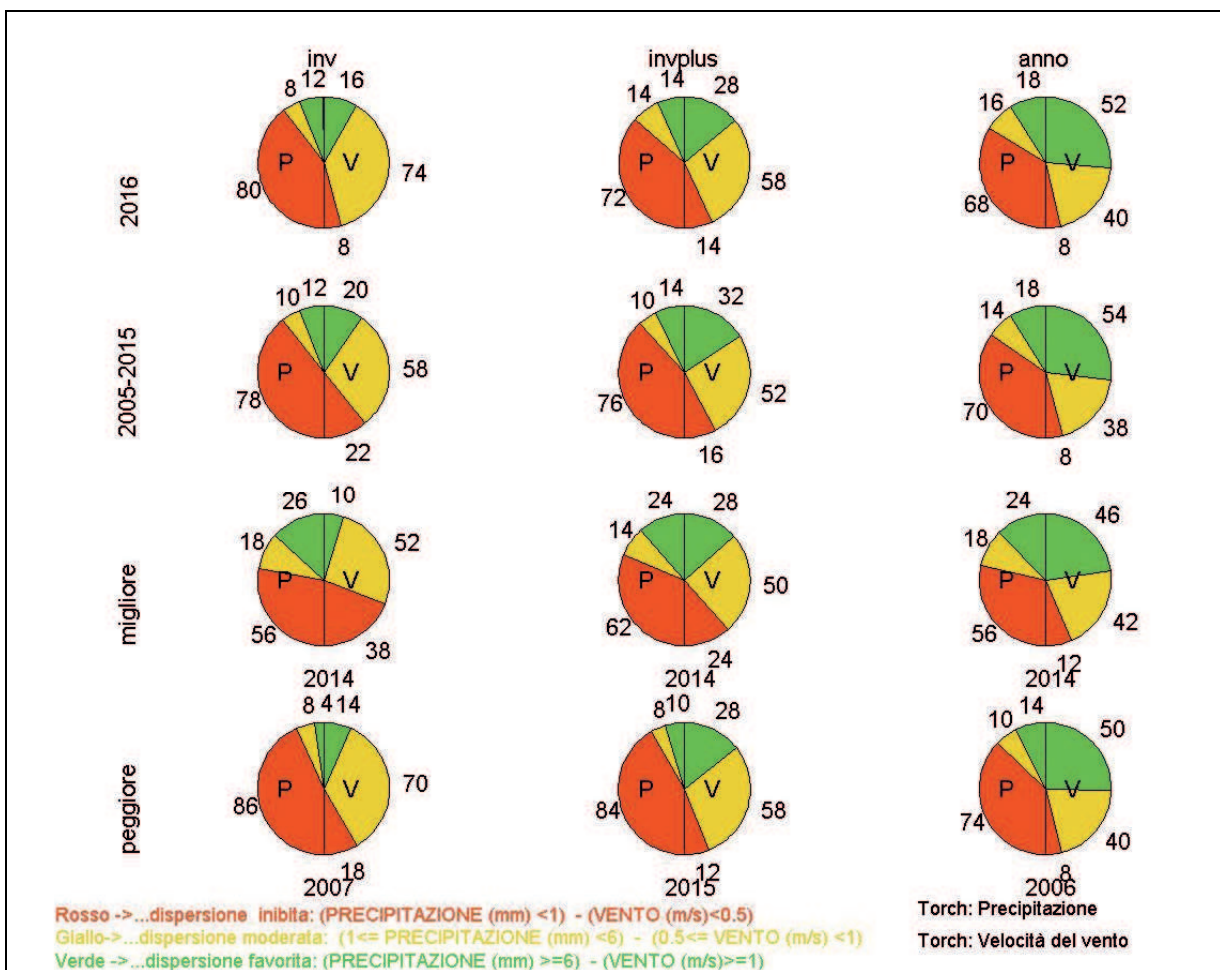 inv invplus anno
2016
8 12 16
80 P V 74
8
14 14 28
72 P V 58
14
16 18 52
68 P V 40
8
2005-2015
10 12 20
78 P V 58
22
10 14 32
76 P V 52
16
14 18 54
70 P V 38
8
migliore
18 26 10
56 P V 52
38
2014
14 24 28
62 P V 50
24
2014
18 24 46
56 P V 42
12
2014
peggiore
8 4 14
86 P V 70
18
2007
8 10 28
84 P V 58
12
2015
10 14 50
74 P V 40
8
2006
Rosso ->...dispersione inibita: (PRECIPITAZIONE (mm) <1) - (VENTO (m/s)<0.5)
Giallo->...dispersione moderata: (1<= PRECIPITAZIONE (mm) <6) - (0.5<= VENTO (m/s) <1)
Verde ->...dispersione favorita: (PRECIPITAZIONE (mm) >=6) - (VENTO (m/s)>=1)
Torch: Precipitazione
Torch: Velocità del vento